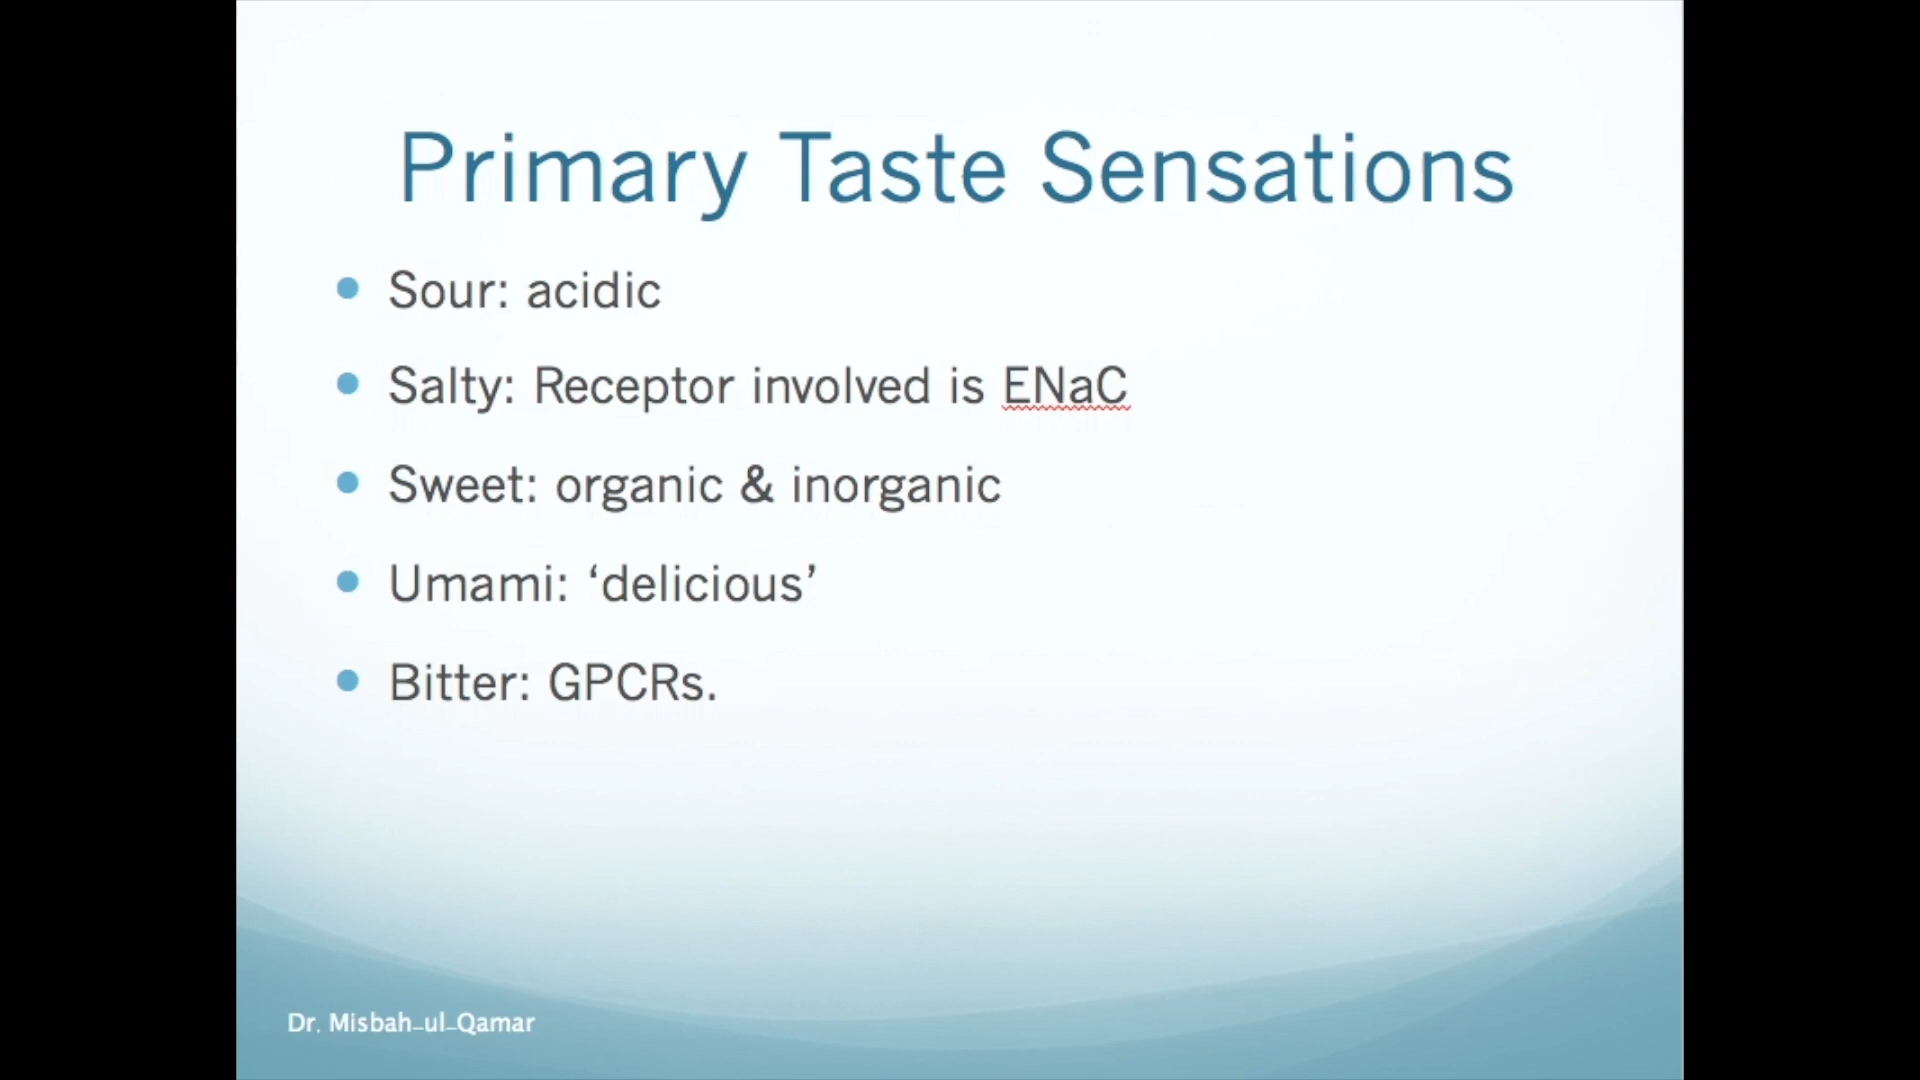 Primary Taste Sensations
Sour: acidic
Salty: Receptor involved is ENaC
Sweet: organic & inorganic
Umami: ‘delicious’
Bitter: GPCRs.
Dr. Misbah-ul-Qamar